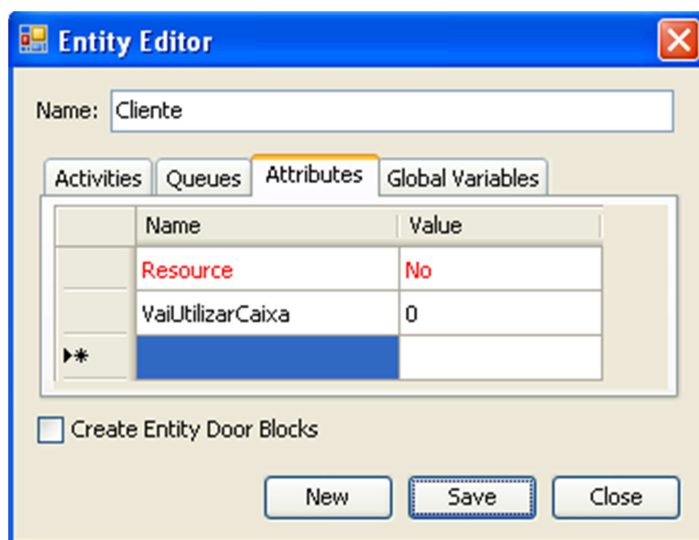 Entity Editor
Name: Cliente
Activities Queues Attributes Global Variables
Name Value
Resource No
VaiUtilizarCaixa 0
Create Entity Door Blocks
New Save Close